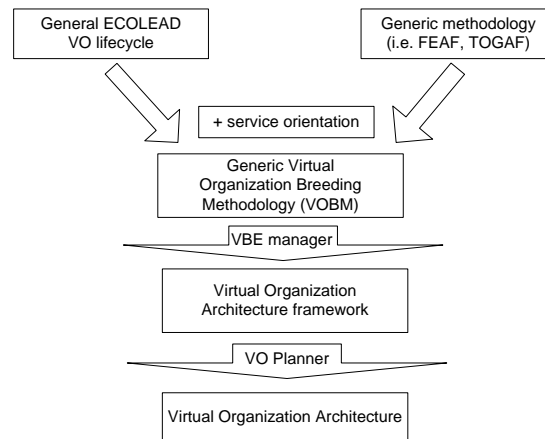 General ECOLEAD
VO lifecycle
Generic methodology
(i.e. FEAF, TOGAF)
+ service orientation
Generic Virtual
Organization Breeding
Methodology (VOBM)
VBE manager
Virtual Organization
Architecture framework
VO Planner
Virtual Organization Architecture